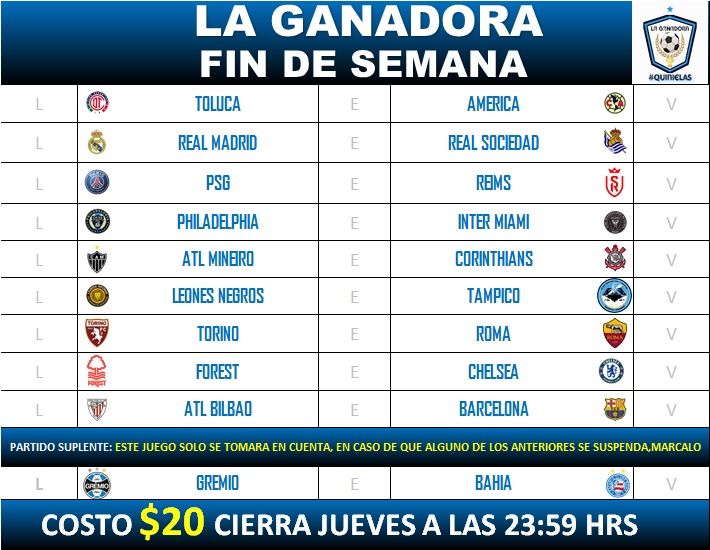 LA GANADORA
FIN DE SEMANA
LA GANADORA
#QUINIELAS
L TOLUCA E AMERICA V
L REAL MADRID E REAL SOCIEDAD V
L PSG E REIMS V
L PHILADELPHIA E INTER MIAMI V
L ATL MINEIRO E CORINTHIANS V
L LEONES NEGROS E TAMPICO V
L TORINO E ROMA V
L FOREST E CHELSEA V
L ATL BILBAO E BARCELONA V
PARTIDO SUPLENTE: ESTE JUEGO SOLO SE TOMARA EN CUENTA, EN CASO DE QUE ALGUNO DE LOS ANTERIORES SE SUSPENDA,MARCALO
L GREMIO E BAHIA V
COSTO $20 CIERRA JUEVES A LAS 23:59 HRS